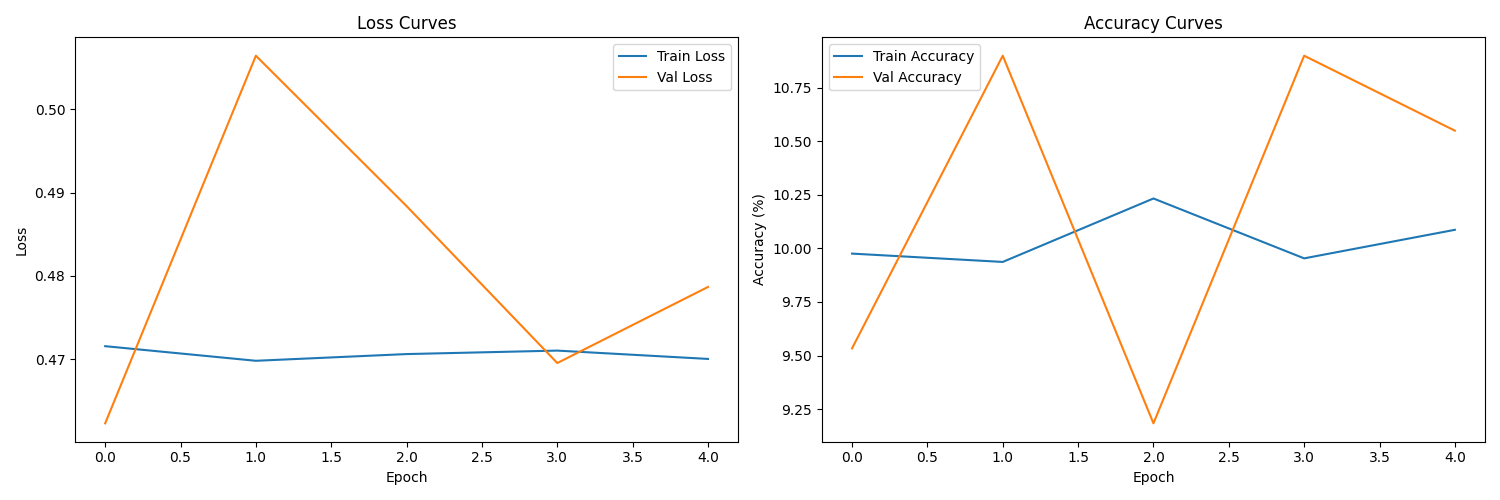 Loss Curves
Train Loss
Val Loss
0.50
0.49
0.48
0.47
Loss
0.0 0.5 1.0 1.5 2.0 2.5 3.0 3.5 4.0
Epoch
Accuracy Curves
Train Accuracy
Val Accuracy
10.75
10.50
10.25
10.00
9.75
9.50
9.25
Accuracy (%)
0.0 0.5 1.0 1.5 2.0 2.5 3.0 3.5 4.0
Epoch